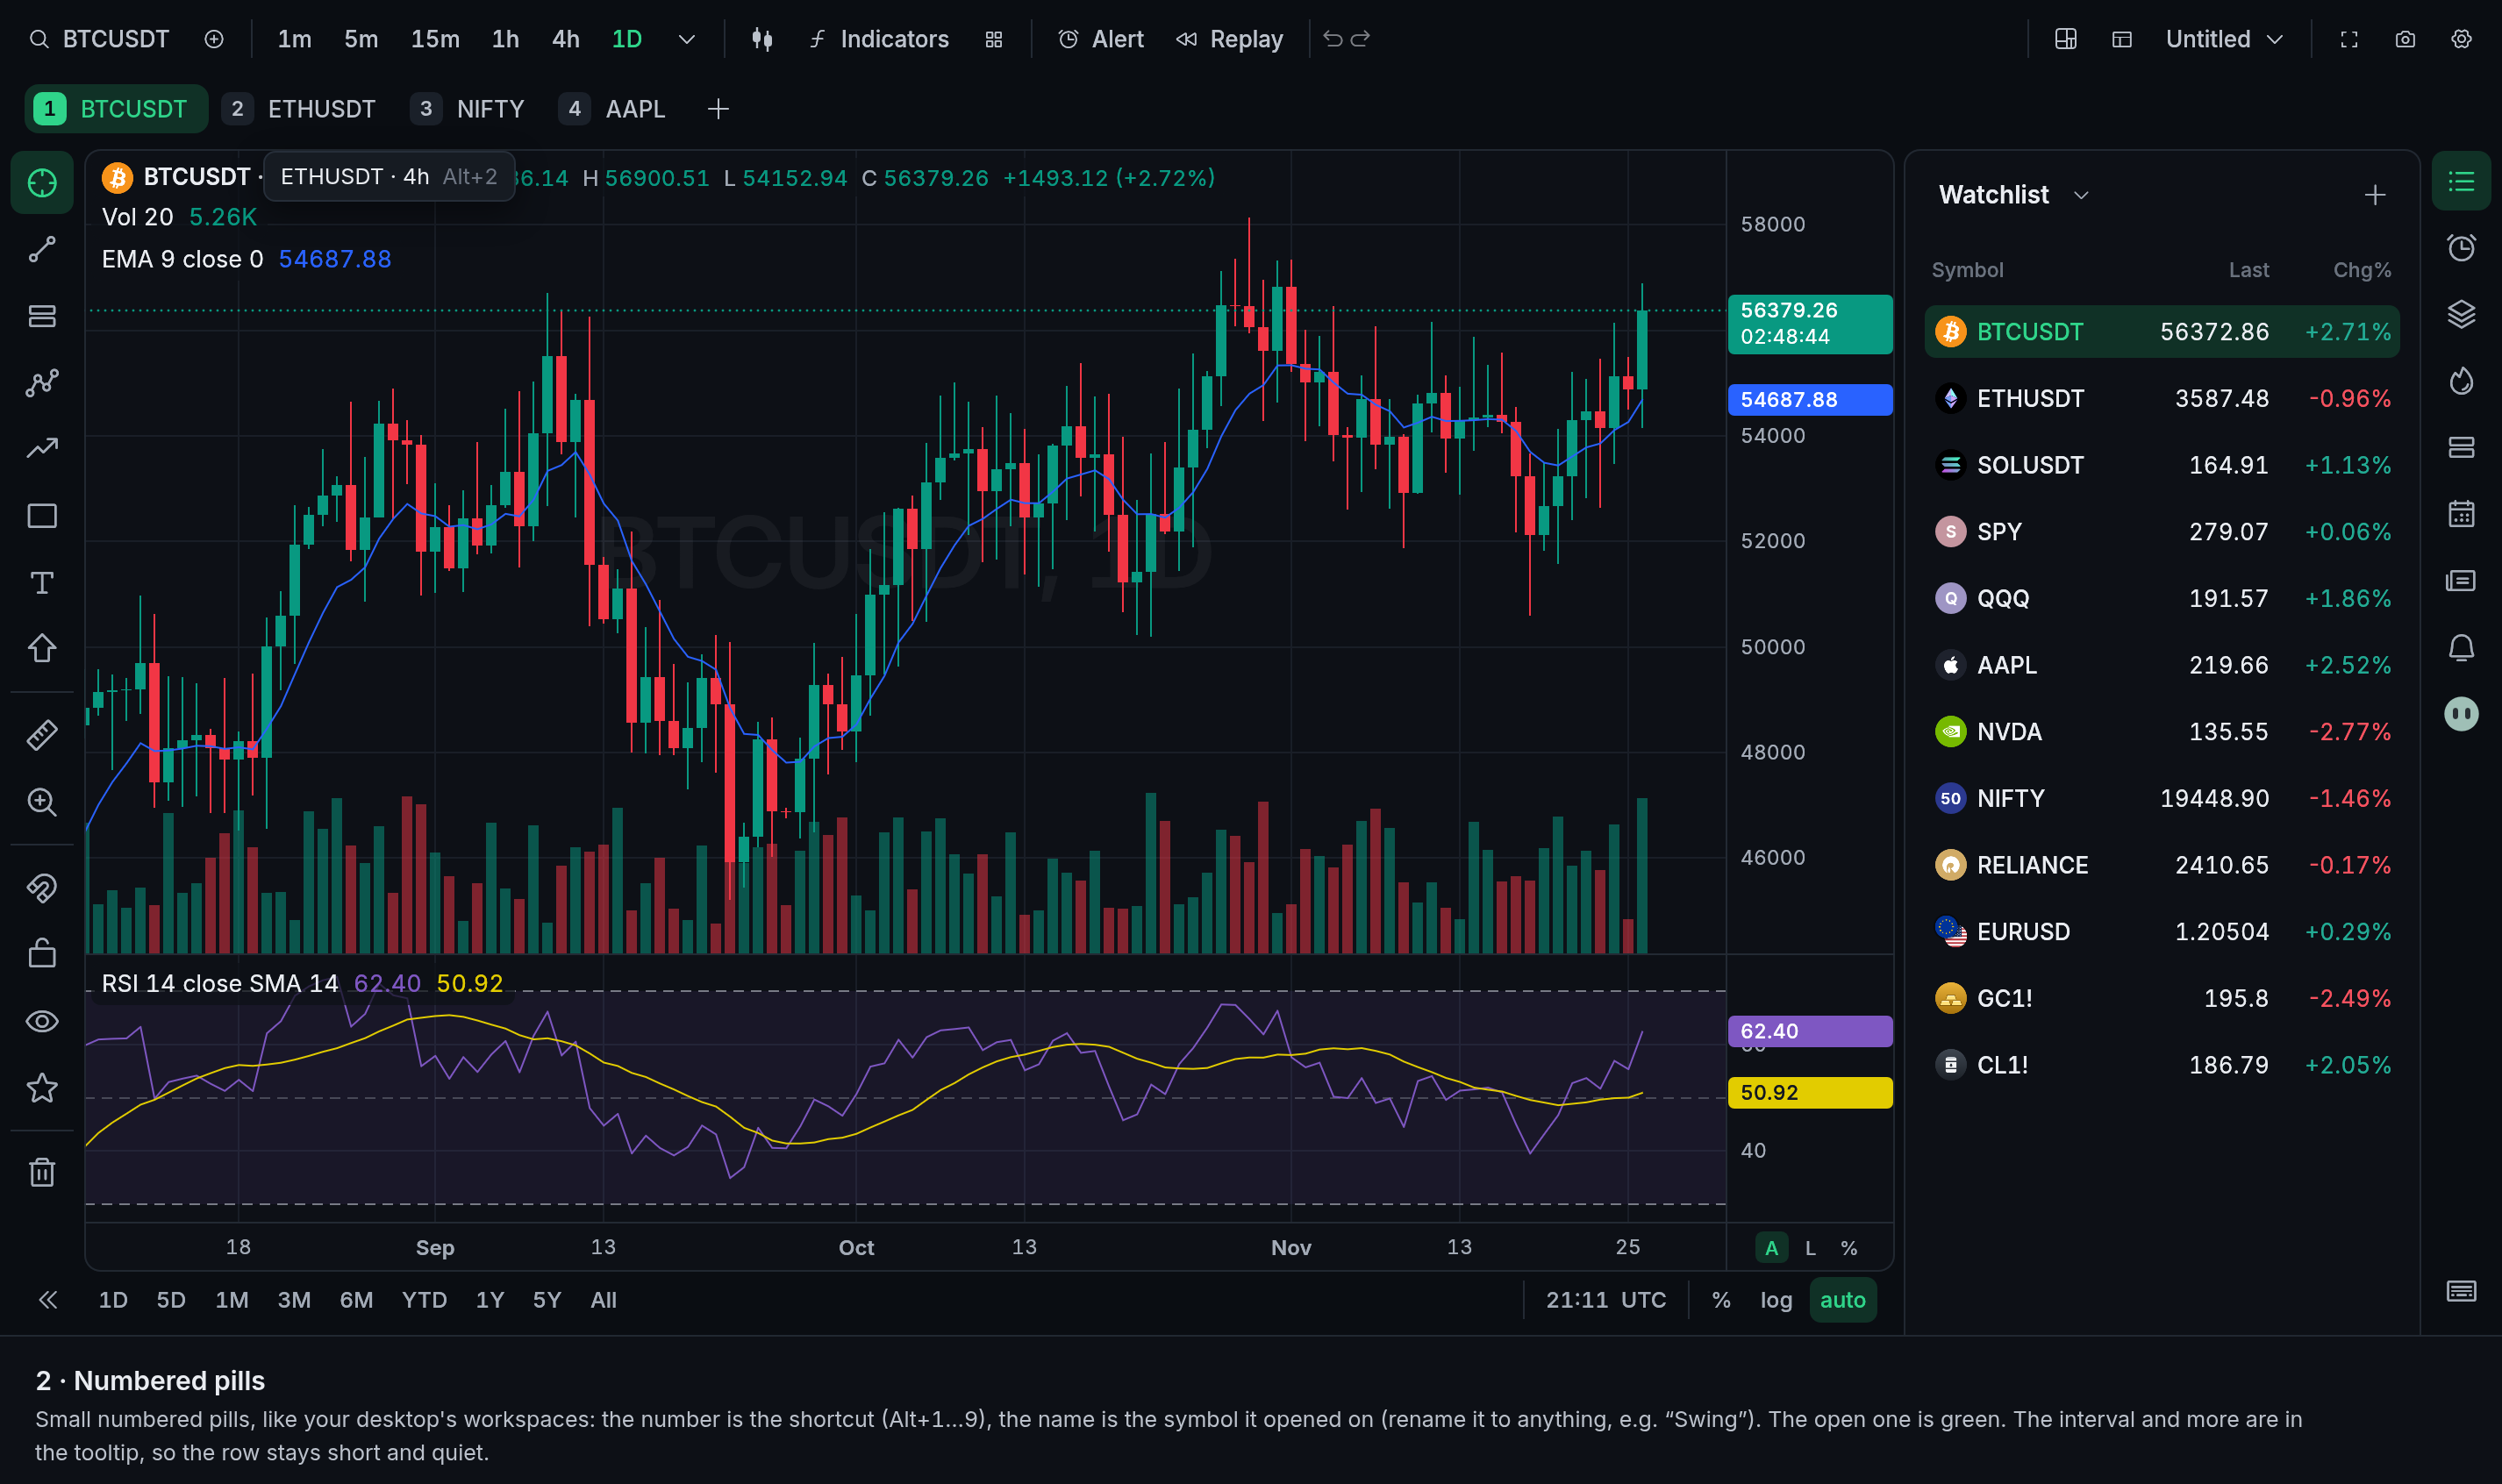 BTCUSDT 1m 5m 15m 1h 4h 1D Indicators Alert Replay Untitled
1 BTCUSDT 2 ETHUSDT 3 NIFTY 4 AAPL
BTCUSDT · ETHUSDT · 4h Alt+2 36.14 H 56900.51 L 54152.94 C 56379.26 +1493.12 (+2.72%)
Vol 20 5.26K
EMA 9 close 0 54687.88
58000
56379.26
02:48:44
54687.88
54000
52000
50000
48000
46000
BTCUSDT, 1D
RSI 14 close SMA 14 62.40 50.92
62.40
50.92
40
18 Sep 13 Oct 13 Nov 13 25 A L %
1D 5D 1M 3M 6M YTD 1Y 5Y All 21:11 UTC % log auto
Watchlist
Symbol Last Chg%
BTCUSDT 56372.86 +2.71%
ETHUSDT 3587.48 -0.96%
SOLUSDT 164.91 +1.13%
S SPY 279.07 +0.06%
Q QQQ 191.57 +1.86%
AAPL 219.66 +2.52%
NVDA 135.55 -2.77%
50 NIFTY 19448.90 -1.46%
RELIANCE 2410.65 -0.17%
EURUSD 1.20504 +0.29%
GC1! 195.8 -2.49%
CL1! 186.79 +2.05%
2 · Numbered pills
Small numbered pills, like your desktop's workspaces: the number is the shortcut (Alt+1…9), the name is the symbol it opened on (rename it to anything, e.g. “Swing”). The open one is green. The interval and more are in
the tooltip, so the row stays short and quiet.